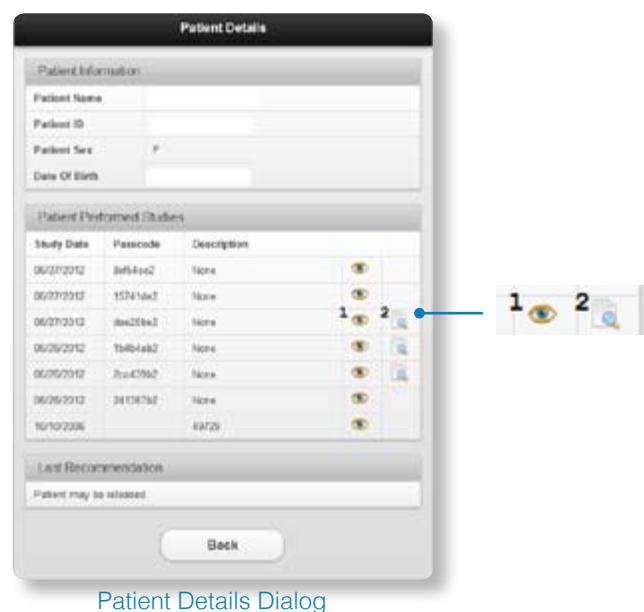 Patient Details
Patient Information
Patient Name
Patient ID
Patient Sex F
Date Of Birth
Patient Performed Studies
Study Date Passcode Description
06/27/2012 None
06/27/2012 15741de2 None
06/27/2012 None
1 2
1 2
06/26/2012 1b4b4ab2 None
06/26/2012 None
06/26/2012 None
10/10/2006 49729
Last Recommendation
Patient may be released.
Back
Patient Details Dialog